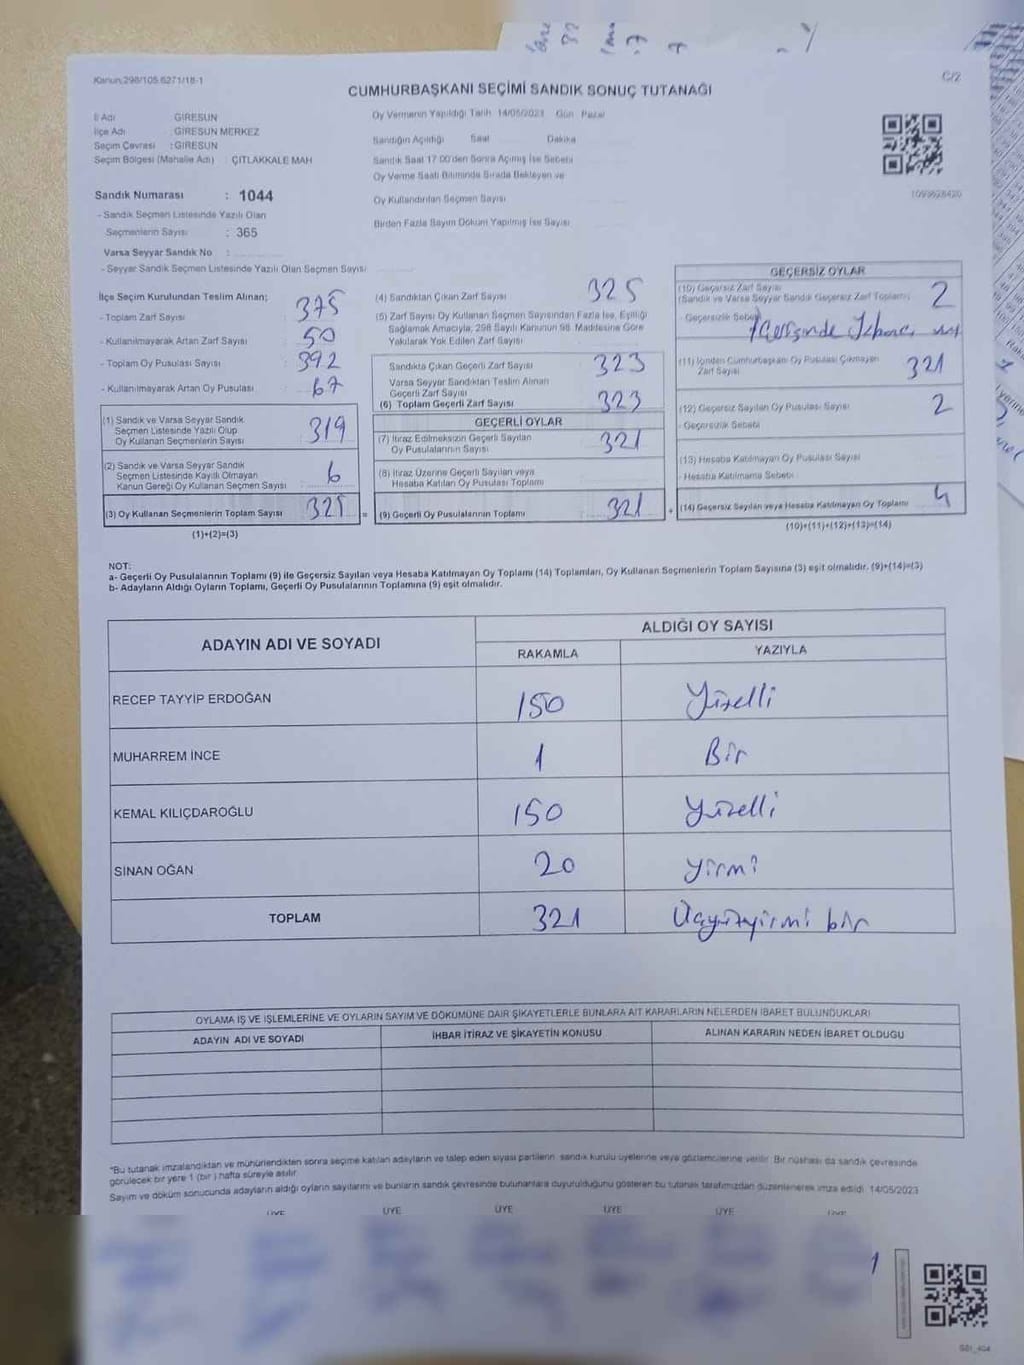 Kanun:298/105 6271/18-1
C/2
CUMHURBAŞKANI SEÇİMİ SANDIK SONUÇ TUTANAĞI
İl Adı GİRESUN
İlçe Adı GİRESUN MERKEZ
Seçim Çevresi : GİRESUN
Seçim Bölgesi (Mahalle Adı) : ÇITLAKKALE MAH
Sandık Numarası : 1044
- Sandık Seçmen Listesinde Yazılı Olan
Seçmenlerin Sayısı : 365
Varsa Seyyar Sandık No :
- Seyyar Sandık Seçmen Listesinde Yazılı Olan Seçmen Sayısı
Oy Vermenin Yapıldığı Tarih 14/05/2023 Gün Pazar
Sandığın Açıldığı Saat Dakika
Sandık Saat 17:00'den Sonra Açılmış İse Sebebi
Oy Verme Saati Bitiminde Sırada Bekleyen ve
Oy Kullandırılan Seçmen Sayısı
Birden Fazla Sayım Döküm Yapılmış İse Sayısı
1099628420
İlçe Seçim Kurulundan Teslim Alınan;
- Toplam Zarf Sayısı : 375
- Kullanılmayarak Artan Zarf Sayısı : 50
- Toplam Oy Pusulası Sayısı : 392
- Kullanılmayarak Artan Oy Pusulası : 67
(1) Sandık ve Varsa Seyyar Sandık
Seçmen Listesinde Yazılı Olup
Oy Kullanan Seçmenlerin Sayısı 319
(2) Sandık ve Varsa Seyyar Sandık
Seçmen Listesinde Kayıtlı Olmayan
Kanun Gereği Oy Kullanan Seçmen Sayısı 6
(3) Oy Kullanan Seçmenlerin Toplam Sayısı 325 =
(1)+(2)=(3)
(4) Sandıktan Çıkan Zarf Sayısı 325
(5) Zarf Sayısı Oy Kullanan Seçmen Sayısından Fazla İse, Eşitliği
Sağlamak Amacıyla, 298 Sayılı Kanunun 98. Maddesine Göre
Yakılarak Yok Edilen Zarf Sayısı
Sandıkta Çıkan Geçerli Zarf Sayısı 323
Varsa Seyyar Sandıktan Teslim Alınan
Geçerli Zarf Sayısı
(6) Toplam Geçerli Zarf Sayısı 323
GEÇERLİ OYLAR
(7) İtiraz Edilmeksizin Geçerli Sayılan
Oy Pusulalarının Sayısı 321
(8) İtiraz Üzerine Geçerli Sayılan veya
Hesaba Katılan Oy Pusulası Toplamı
(9) Geçerli Oy Pusulalarının Toplamı 321 +
GEÇERSİZ OYLAR
(10) Geçersiz Zarf Sayısı
(Sandık ve Varsa Seyyar Sandık Geçersiz Zarf Toplamı) 2
- Geçersizlik Sebebi
(11) İçinden Cumhurbaşkanı Oy Pusulası Çıkmayan
Zarf Sayısı 321
(12) Geçersiz Sayılan Oy Pusulası Sayısı 2
- Geçersizlik Sebebi
(13) Hesaba Katılmayan Oy Pusulası Sayısı
- Hesaba Katılmama Sebebi
(14) Geçersiz Sayılan veya Hesaba Katılmayan Oy Toplamı 4
(10)+(11)+(12)+(13)=(14)
NOT:
a- Geçerli Oy Pusulalarının Toplamı (9) ile Geçersiz Sayılan veya Hesaba Katılmayan Oy Toplamı (14) Toplamları, Oy Kullanan Seçmenlerin Toplam Sayısına (3) eşit olmalıdır. (9)+(14)=(3)
b- Adayların Aldığı Oyların Toplamı, Geçerli Oy Pusulalarının Toplamına (9) eşit olmalıdır.
ADAYIN ADI VE SOYADI
ALDIĞI OY SAYISI
RAKAMLA YAZIYLA
RECEP TAYYİP ERDOĞAN 150 Yüzelli
MUHARREM İNCE 1 Bir
KEMAL KILIÇDAROĞLU 150 Yüzelli
SİNAN OĞAN 20 Yirmi
TOPLAM 321 Üçyüzyirmi bir
OYLAMA İŞ VE İŞLEMLERİNE VE OYLARIN SAYIM VE DÖKÜMÜNE DAİR ŞİKAYETLERLE BUNLARA AİT KARARLARIN NELERDEN İBARET BULUNDUKLARI
ADAYIN ADI VE SOYADI İHBAR İTİRAZ VE ŞİKAYETİN KONUSU ALINAN KARARIN NEDEN İBARET OLDUĞU
*Bu tutanak imzalandıktan ve mühürlendikten sonra seçime katılan adayların ve talep eden siyasi partilerin, sandık kurulu üyelerine veya gözlemcilerine verilir. Bir nüshası da sandık çevresinde
görülecek bir yere 1 (bir) hafta süreyle asılır.
Sayım ve döküm sonucunda adayların aldığı oyların sayılarını ve bunların sandık çevresinde bulunanlara duyurulduğunu gösteren bu tutanak tarafımızdan düzenlenerek imza edildi. 14/05/2023
ÜYE ÜYE ÜYE ÜYE ÜYE ÜYE